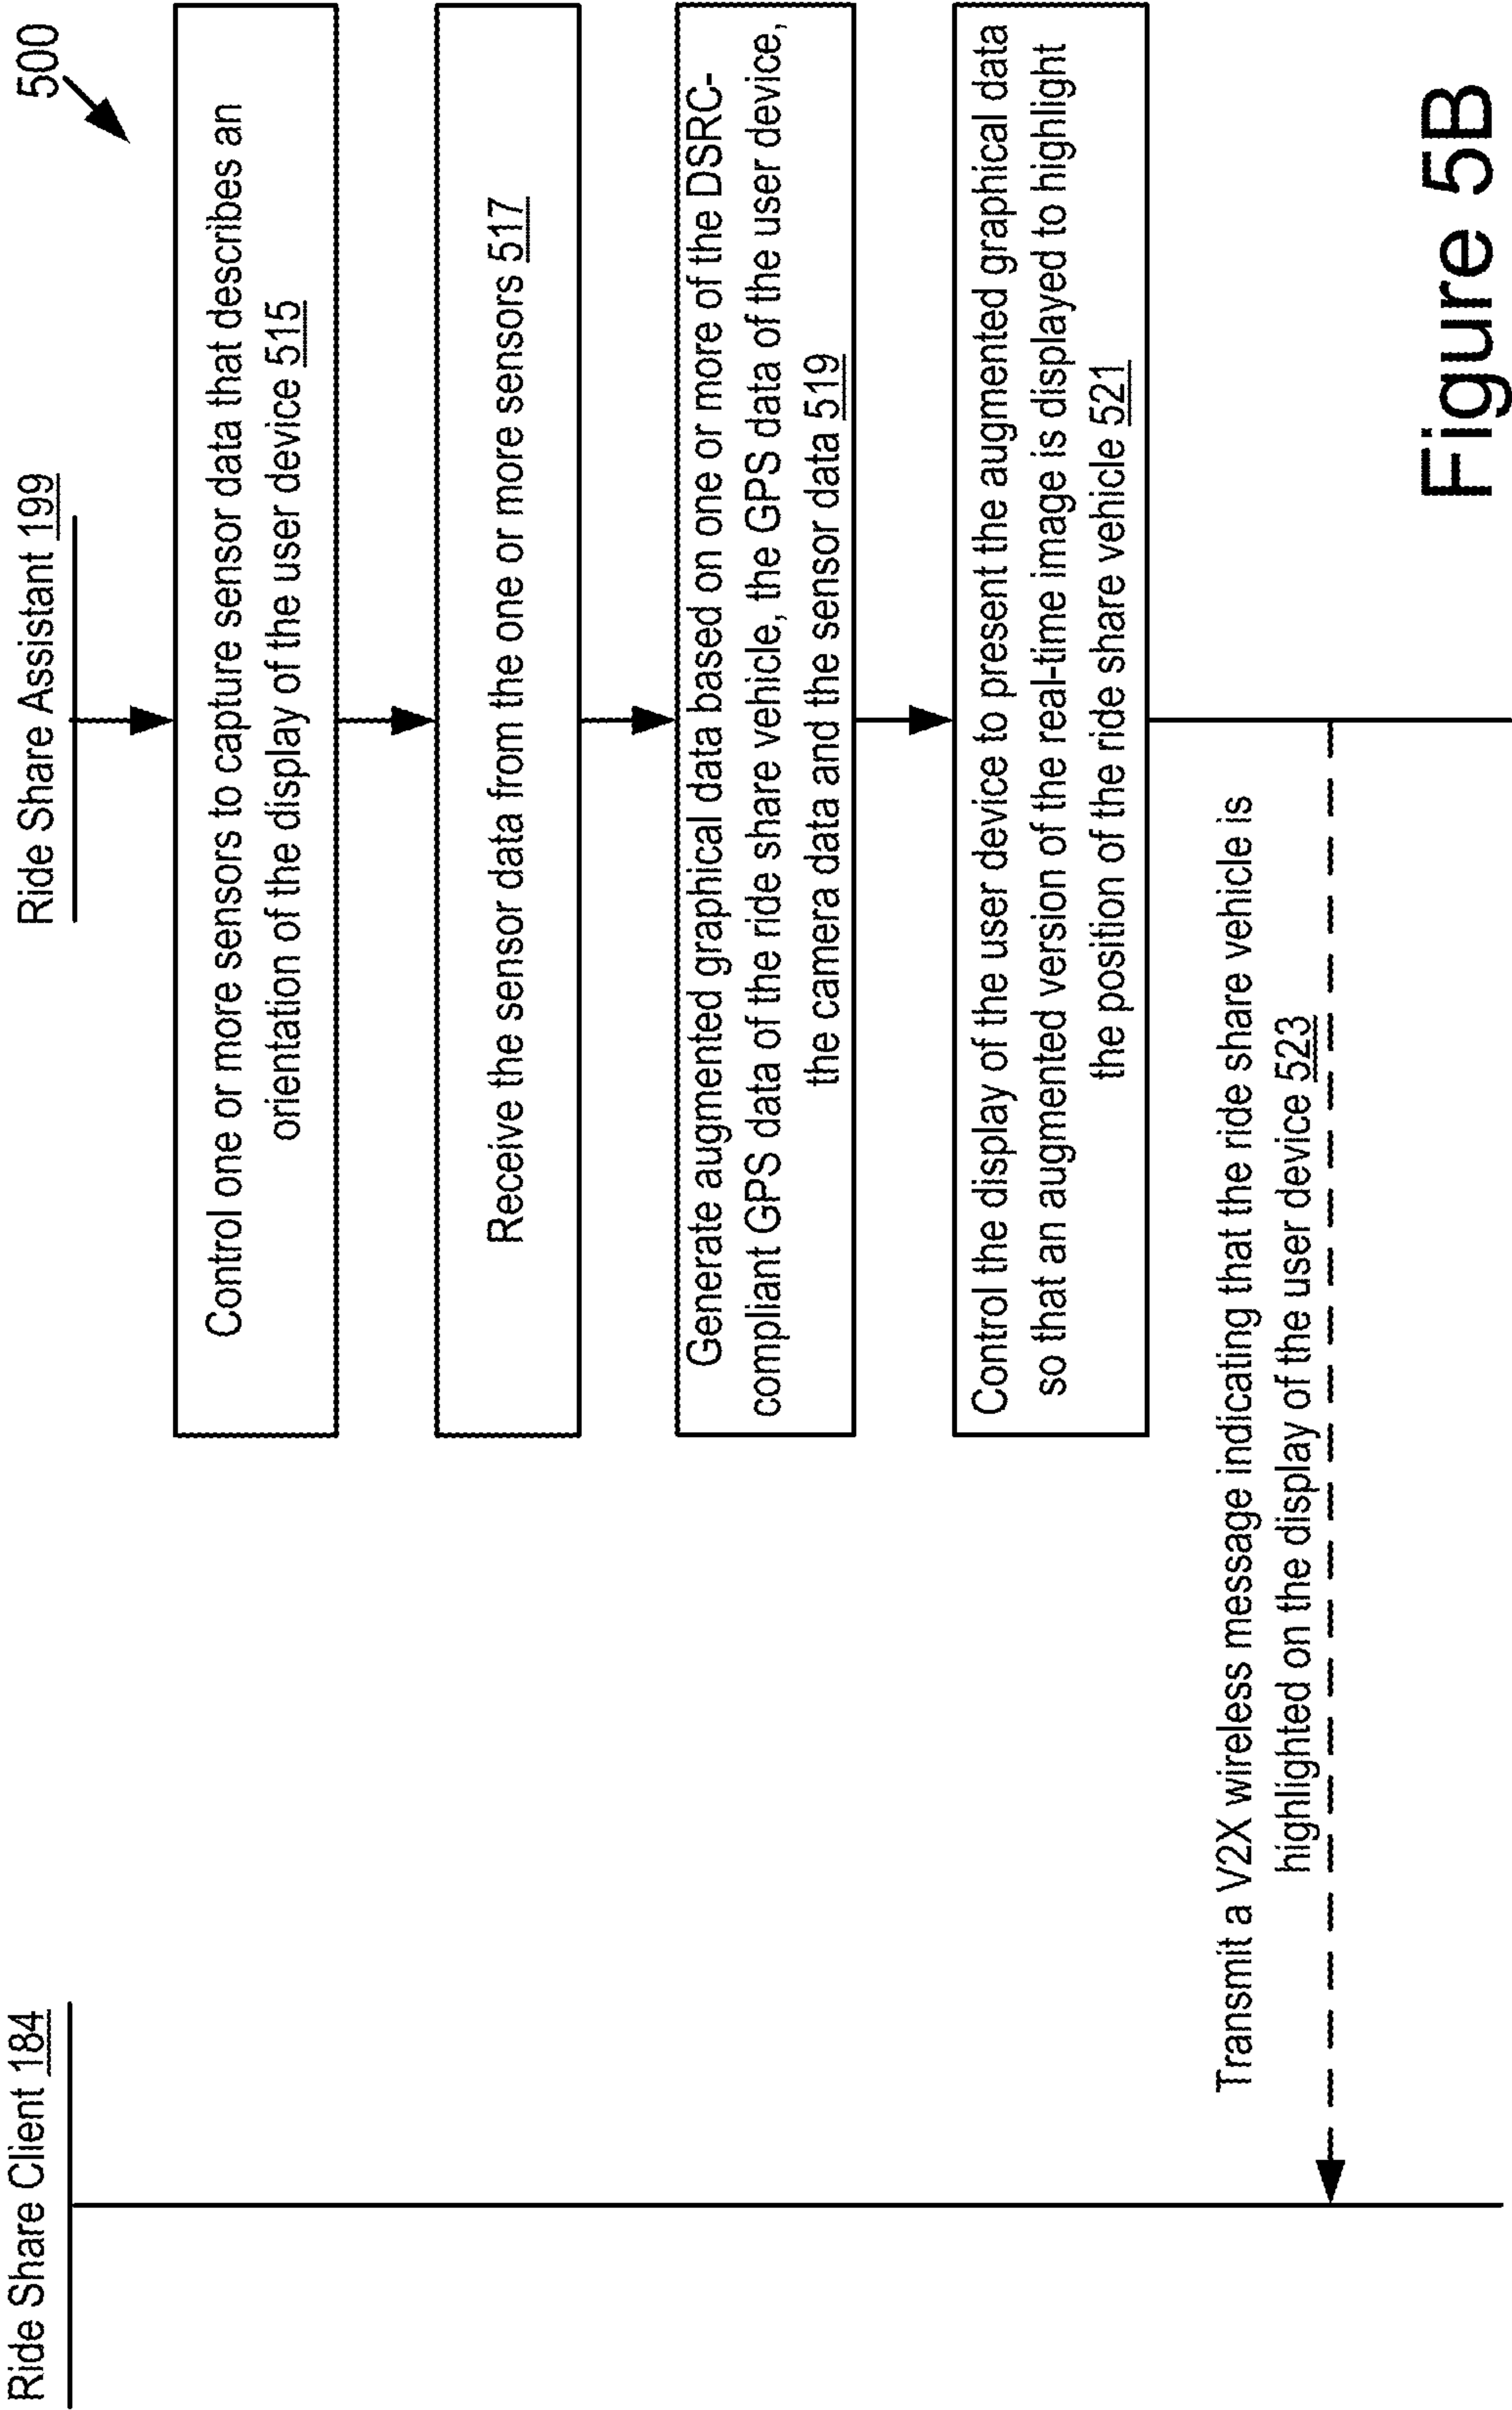 500
Ride Share Client 184
Ride Share Assistant 199
Control one or more sensors to capture sensor data that describes an
orientation of the display of the user device 515
Receive the sensor data from the one or more sensors 517
Generate augmented graphical data based on one or more of the DSRC-
compliant GPS data of the ride share vehicle, the GPS data of the user device,
the camera data and the sensor data 519
Control the display of the user device to present the augmented graphical data
so that an augmented version of the real-time image is displayed to highlight
the position of the ride share vehicle 521
Transmit a V2X wireless message indicating that the ride share vehicle is
highlighted on the display of the user device 523
Figure 5B